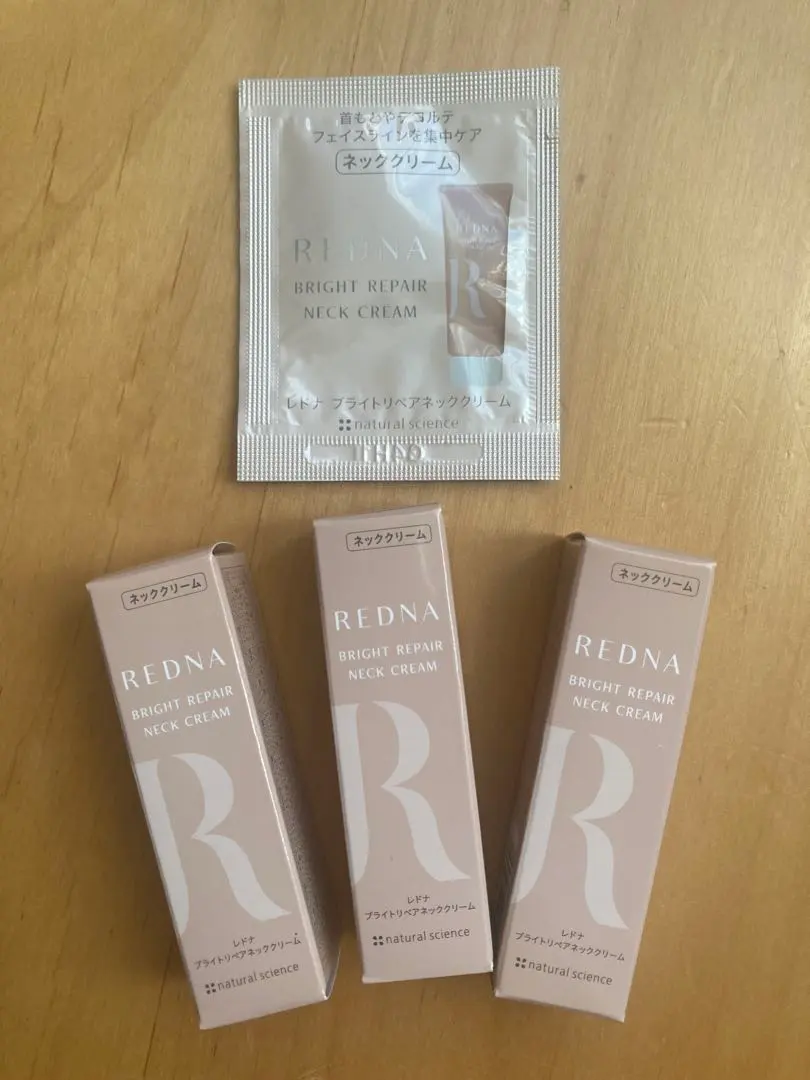 首もとやデコルテ
フェイスラインを集中ケア
ネッククリーム
REDNA
BRIGHT REPAIR
NECK CREAM
REDNA
R
レドナ ブライトリペアネッククリーム
natural science
ネッククリーム
REDNA
BRIGHT REPAIR
NECK CREAM
R
レドナ
ブライトリペアネッククリーム
natural science
ネッククリーム
REDNA
BRIGHT REPAIR
NECK CREAM
R
レドナ
ブライトリペアネッククリーム
natural science
ネッククリーム
REDNA
BRIGHT REPAIR
NECK CREAM
R
レドナ
ブライトリペアネッククリーム
natural science